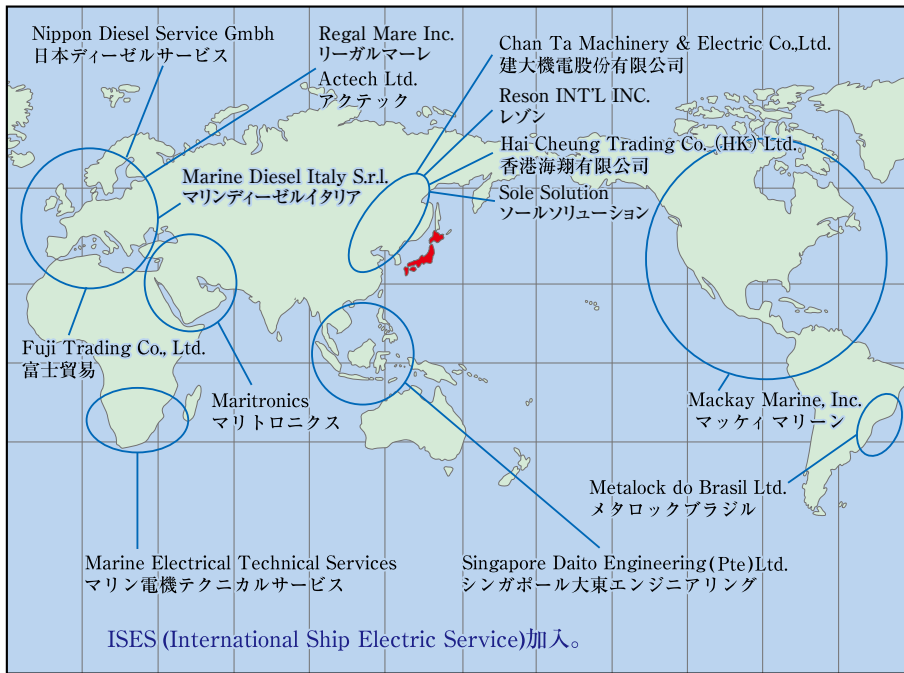 Nippon Diesel Service Gmbh
日本ディーゼルサービス
Regal Mare Inc.
リーガルマーレ
Actech Ltd.
アクテック
Chan Ta Machinery & Electric Co.,Ltd.
建大機電股份有限公司
Reson INT'L INC.
レゾン
Hai Cheung Trading Co. (HK) Ltd.
香港海翔有限公司
Sole Solution
ソールソリューション
Marine Diesel Italy S.r.l.
マリンディーゼルイタリア
Fuji Trading Co., Ltd.
富士貿易
Maritronics
マリトロニクス
Mackay Marine, Inc.
マッケィ マリーン
Metalock do Brasil Ltd.
メタロックブラジル
Marine Electrical Technical Services
マリン電機テクニカルサービス
Singapore Daito Engineering(Pte)Ltd.
シンガポール大東エンジニアリング
ISES (International Ship Electric Service)加入。